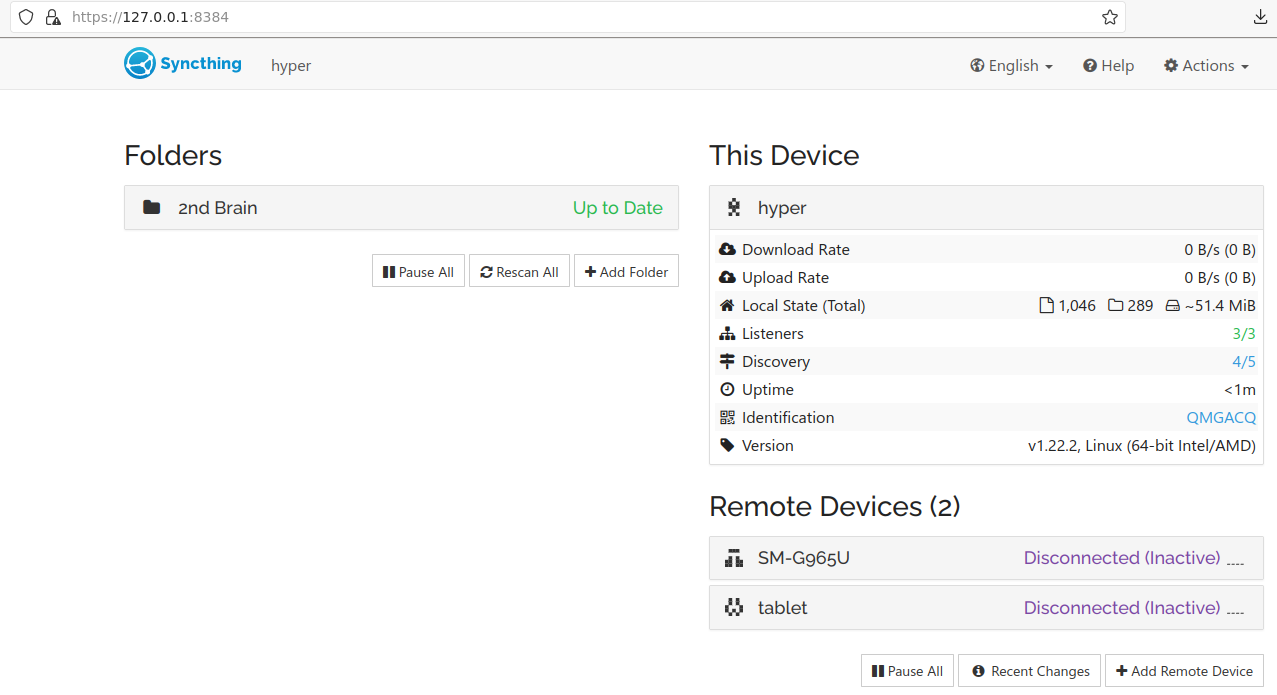 https://127.0.0.1:8384
Syncthing hyper English Help Actions
Folders
2nd Brain Up to Date
Pause All Rescan All Add Folder
This Device
hyper
Download Rate 0 B/s (0 B)
Upload Rate 0 B/s (0 B)
Local State (Total) 1,046 289 ~51.4 MiB
Listeners 3/3
Discovery 4/5
Uptime <1m
Identification QMGACQ
Version v1.22.2, Linux (64-bit Intel/AMD)
Remote Devices (2)
SM-G965U Disconnected (Inactive)
tablet Disconnected (Inactive)
Pause All Recent Changes Add Remote Device